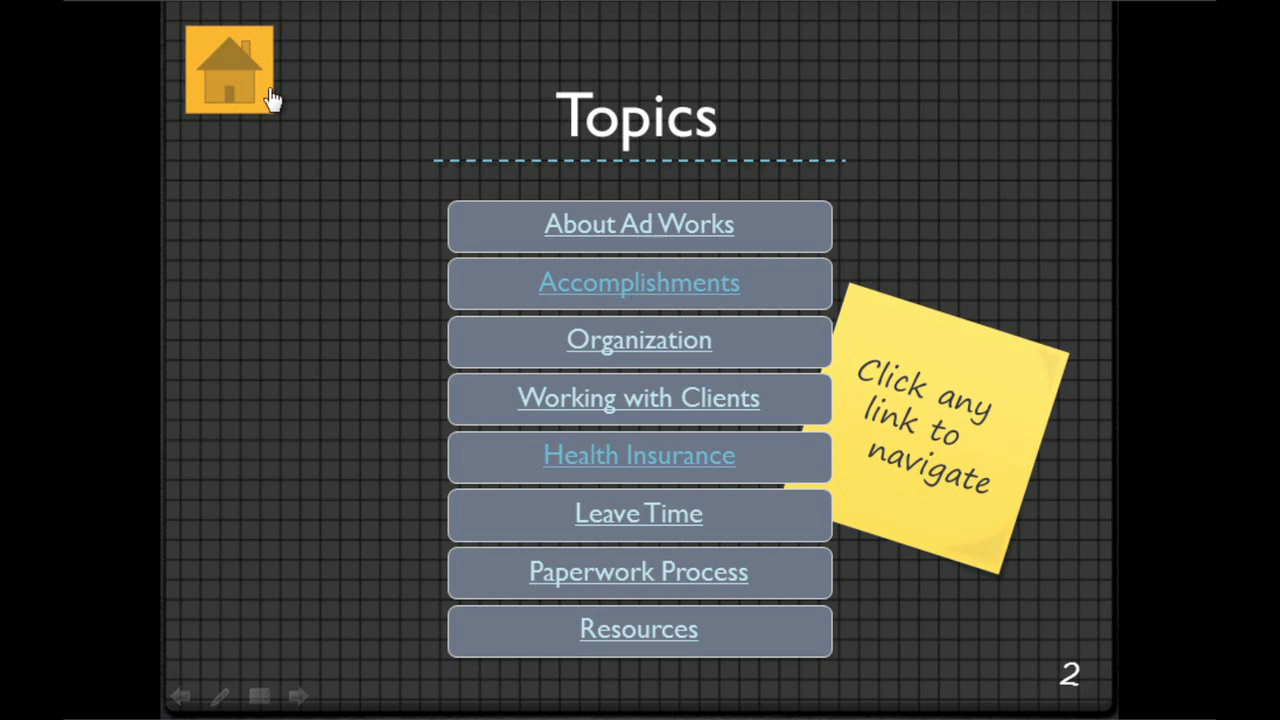 Topics
About Ad Works
Accomplishments
Organization
Working with Clients
Health Insurance
Leave Time
Paperwork Process
Resources
Click any
link to
navigate
2